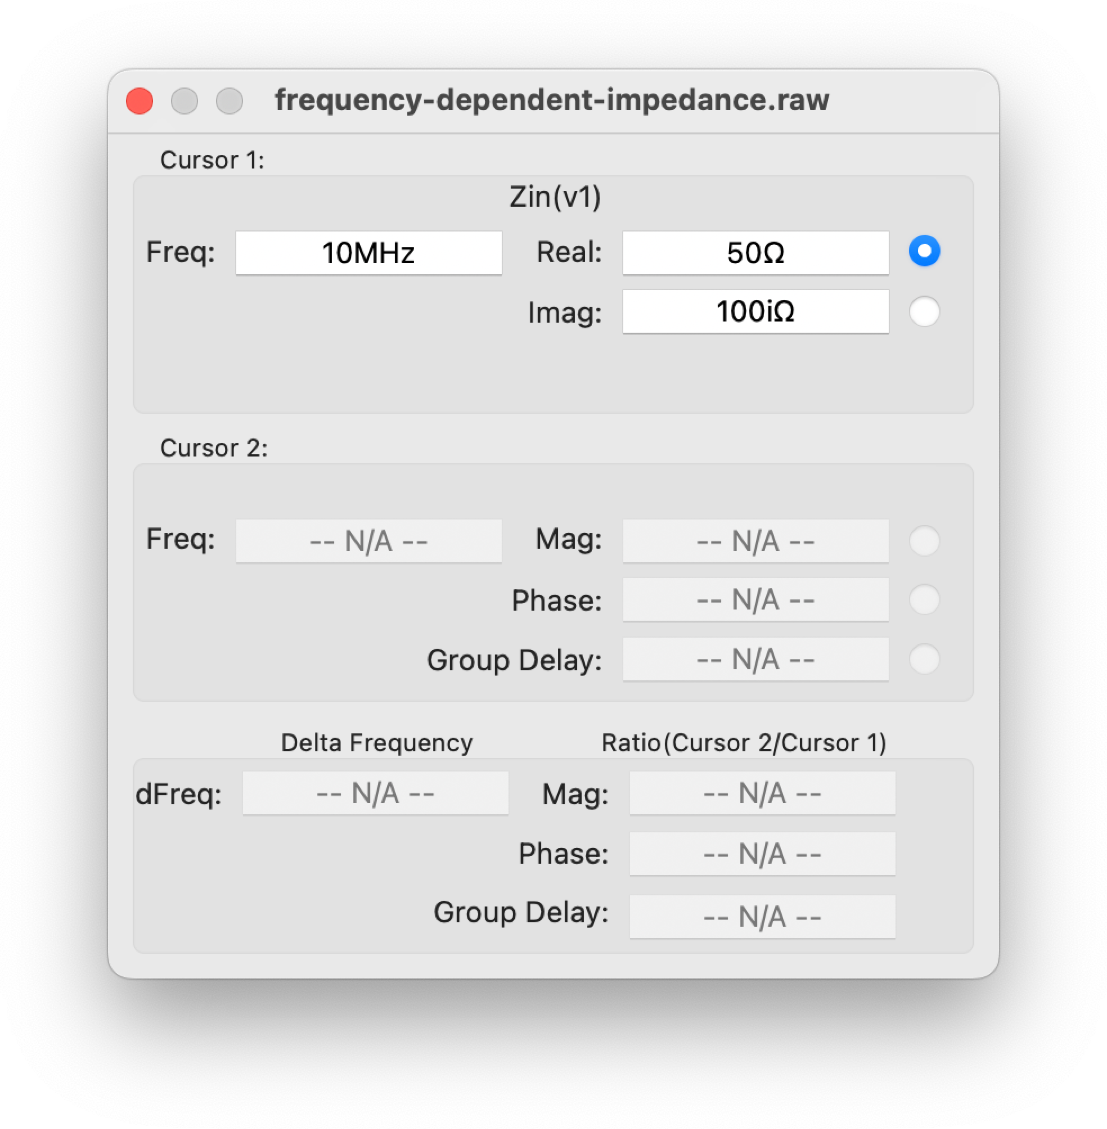 frequency-dependent-impedance.raw
Cursor 1:
Zin(v1)
Freq: 10MHz Real: 50Ω
Imag: 100iΩ
Cursor 2:
Freq: -- N/A -- Mag: -- N/A --
Phase: -- N/A --
Group Delay: -- N/A --
Delta Frequency Ratio(Cursor 2/Cursor 1)
dFreq: -- N/A -- Mag: -- N/A --
Phase: -- N/A --
Group Delay: -- N/A --